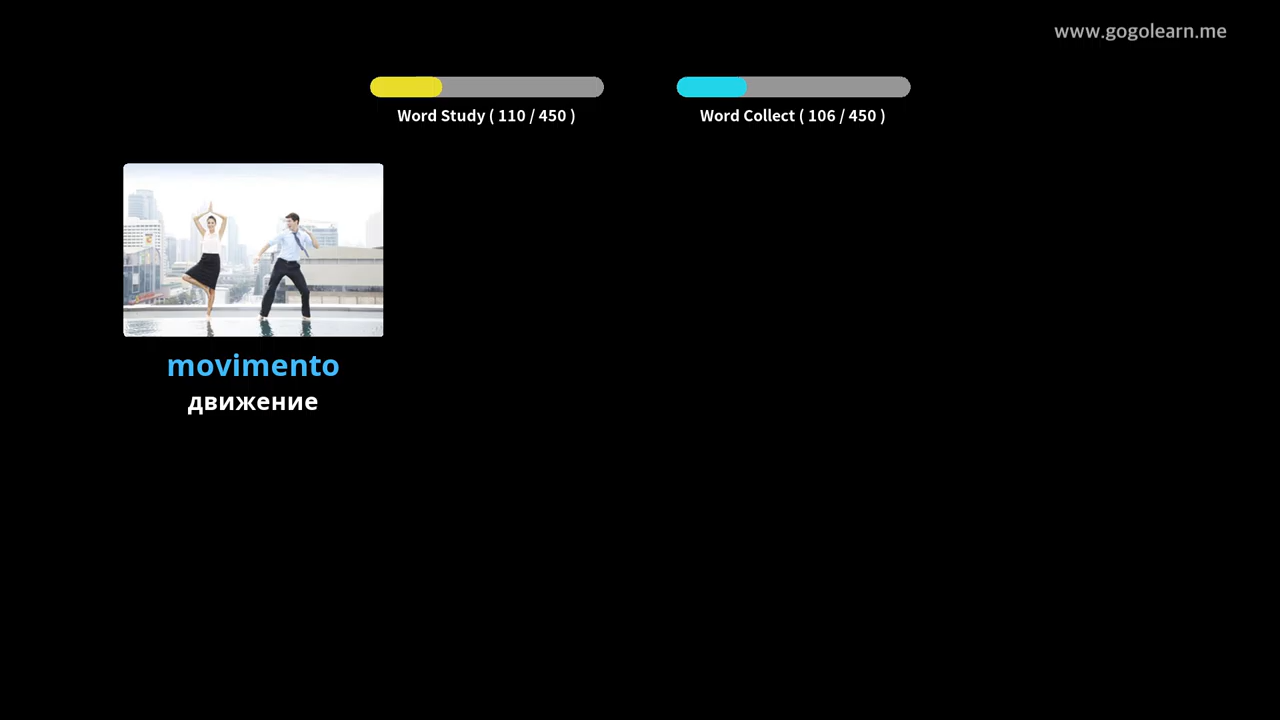 www.gogolearn.me
Word Study ( 110 / 450 )
Word Collect ( 106 / 450 )
movimento
движение